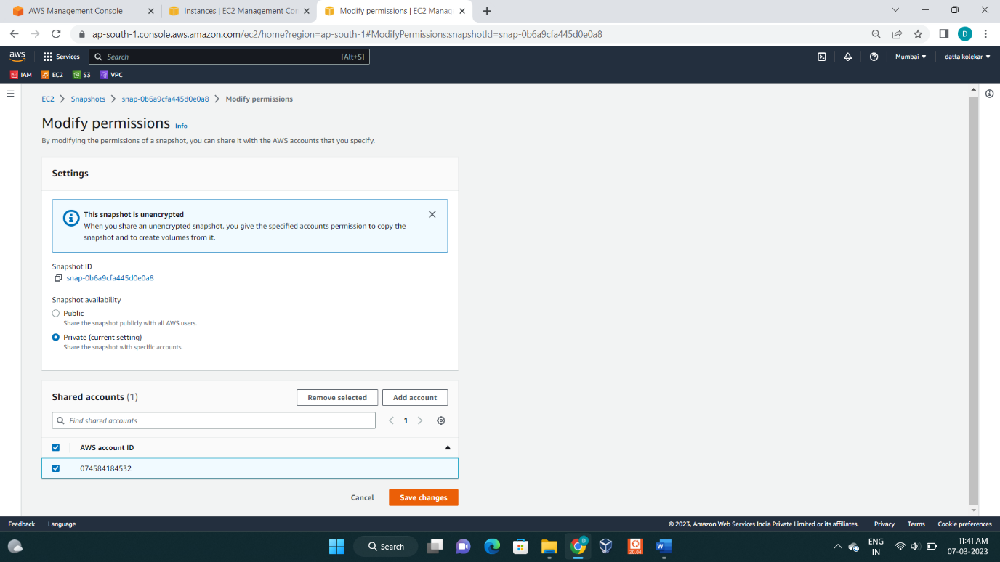 AWS Management Console
Instances | EC2 Management Con
Modify permissions | EC2 Manag
ap-south-1.console.aws.amazon.com/ec2/home?region=ap-south-1#ModifyPermissions:snapshotId=snap-0b6a9cfa445d0e0a8
D
aws
Services
Search
[Alt+S]
Mumbai
datta kolekar
IAM
EC2
S3
VPC
EC2 > Snapshots > snap-0b6a9cfa445d0e0a8 > Modify permissions
Modify permissions Info
By modifying the permissions of a snapshot, you can share it with the AWS accounts that you specify.
Settings
This snapshot is unencrypted
When you share an unencrypted snapshot, you give the specified accounts permission to copy the
snapshot and to create volumes from it.
Snapshot ID
snap-0b6a9cfa445d0e0a8
Snapshot availability
Public
Share the snapshot publicly with all AWS users.
Private (current setting)
Share the snapshot with specific accounts.
Shared accounts (1)
Remove selected
Add account
Find shared accounts
1
AWS account ID
074584184532
Cancel
Save changes
Feedback
Language
© 2023, Amazon Web Services India Private Limited or its affiliates.
Privacy
Terms
Cookie preferences
Search
D
20.04
W
ENG
IN
11:41 AM
07-03-2023